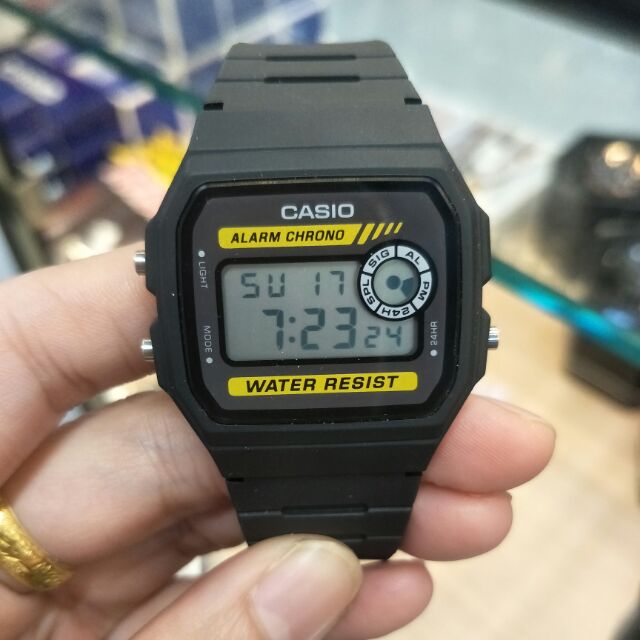 CASIO
ALARM CHRONO
SIG AL PM 24H SPL
LIGHT
SU 17
7:23 24
MODE
24HR
WATER RESIST